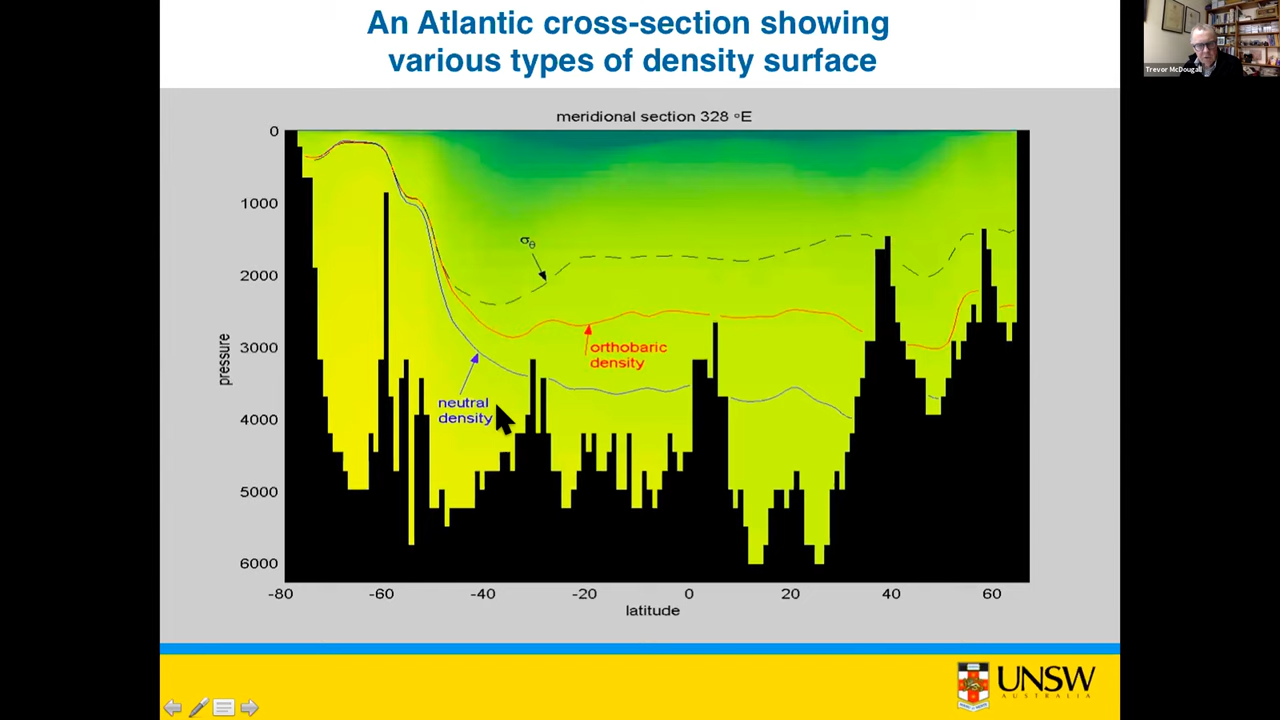 An Atlantic cross-section showing
various types of density surface
Trevor McDougall
meridional section 328 °E
0
1000
2000
3000
4000
5000
6000
pressure
σθ
orthobaric
density
neutral
density
-80
-60
-40
-20
0
20
40
60
latitude
UNSW
AUSTRALIA